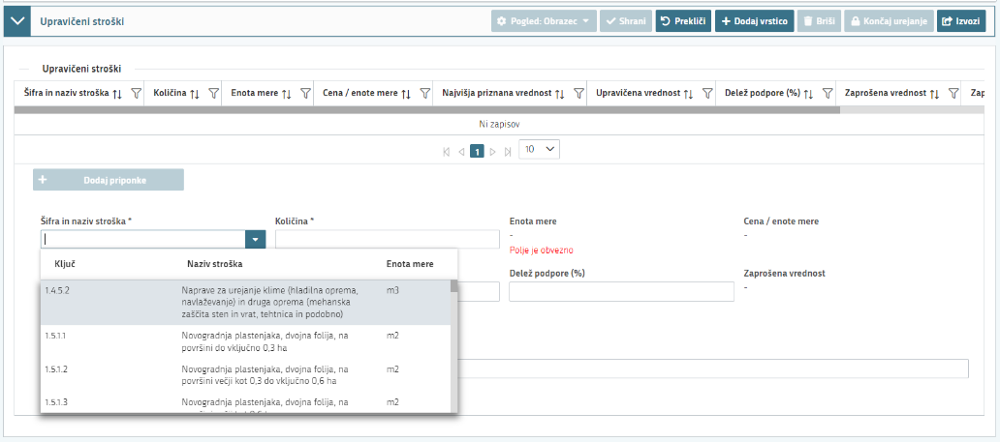 Upravičeni stroški
Pogled: Obrazec
Shrani
Prekliči
Dodaj vrstico
Briši
Končaj urejanje
Izvozi
Upravičeni stroški
Šifra in naziv stroška
Količina
Enota mere
Cena / enote mere
Najvišja priznana vrednost
Upravičena vrednost
Delež podpore (%)
Zaprošena vrednost
Zap
Ni zapisov
1
10
Dodaj priponke
Šifra in naziv stroška *
Količina *
Enota mere
Cena / enote mere
-
-
Polje je obvezno
Ključ
Naziv stroška
Enota mere
Delež podpore (%)
Zaprošena vrednost
-
1.4.5.2
Naprave za urejanje klime (hladilna oprema,
navlaževanje) in druga oprema (mehanska
zaščita sten in vrat, tehtnica in podobno)
m3
1.5.1.1
Novogradnja plastenjaka, dvojna folija, na
površini do vključno 0,3 ha
m2
1.5.1.2
Novogradnja plastenjaka, dvojna folija, na
površini večji kot 0,3 do vključno 0,6 ha
m2
1.5.1.3
Novogradnja plastenjaka, dvojna folija, na
m2